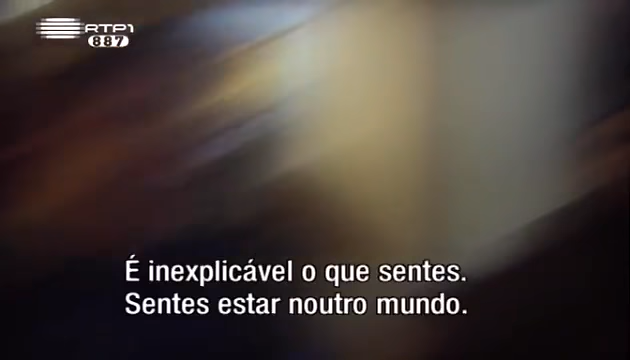 RTP1
887
É inexplicável o que sentes.
Sentes estar noutro mundo.